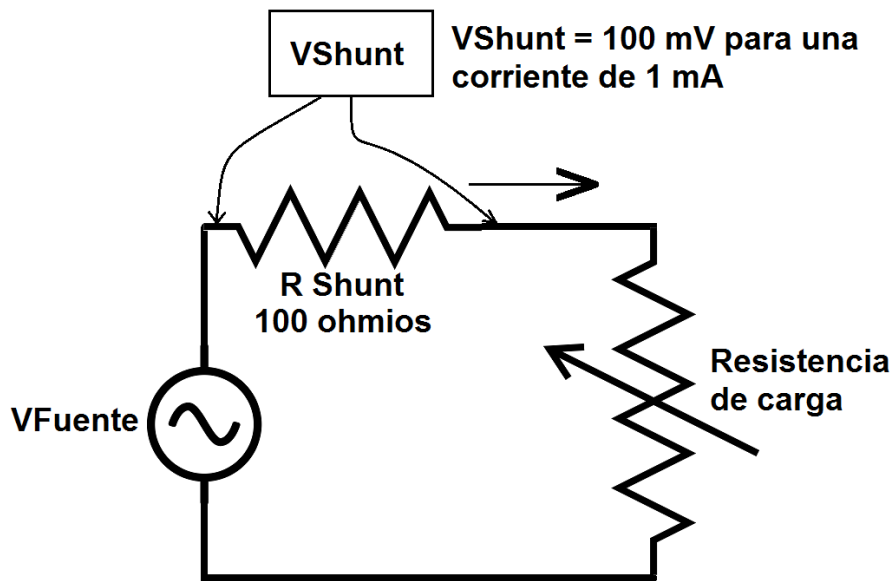 VShunt
VShunt = 100 mV para una
corriente de 1 mA
R Shunt
100 ohmios
VFuente
Resistencia
de carga